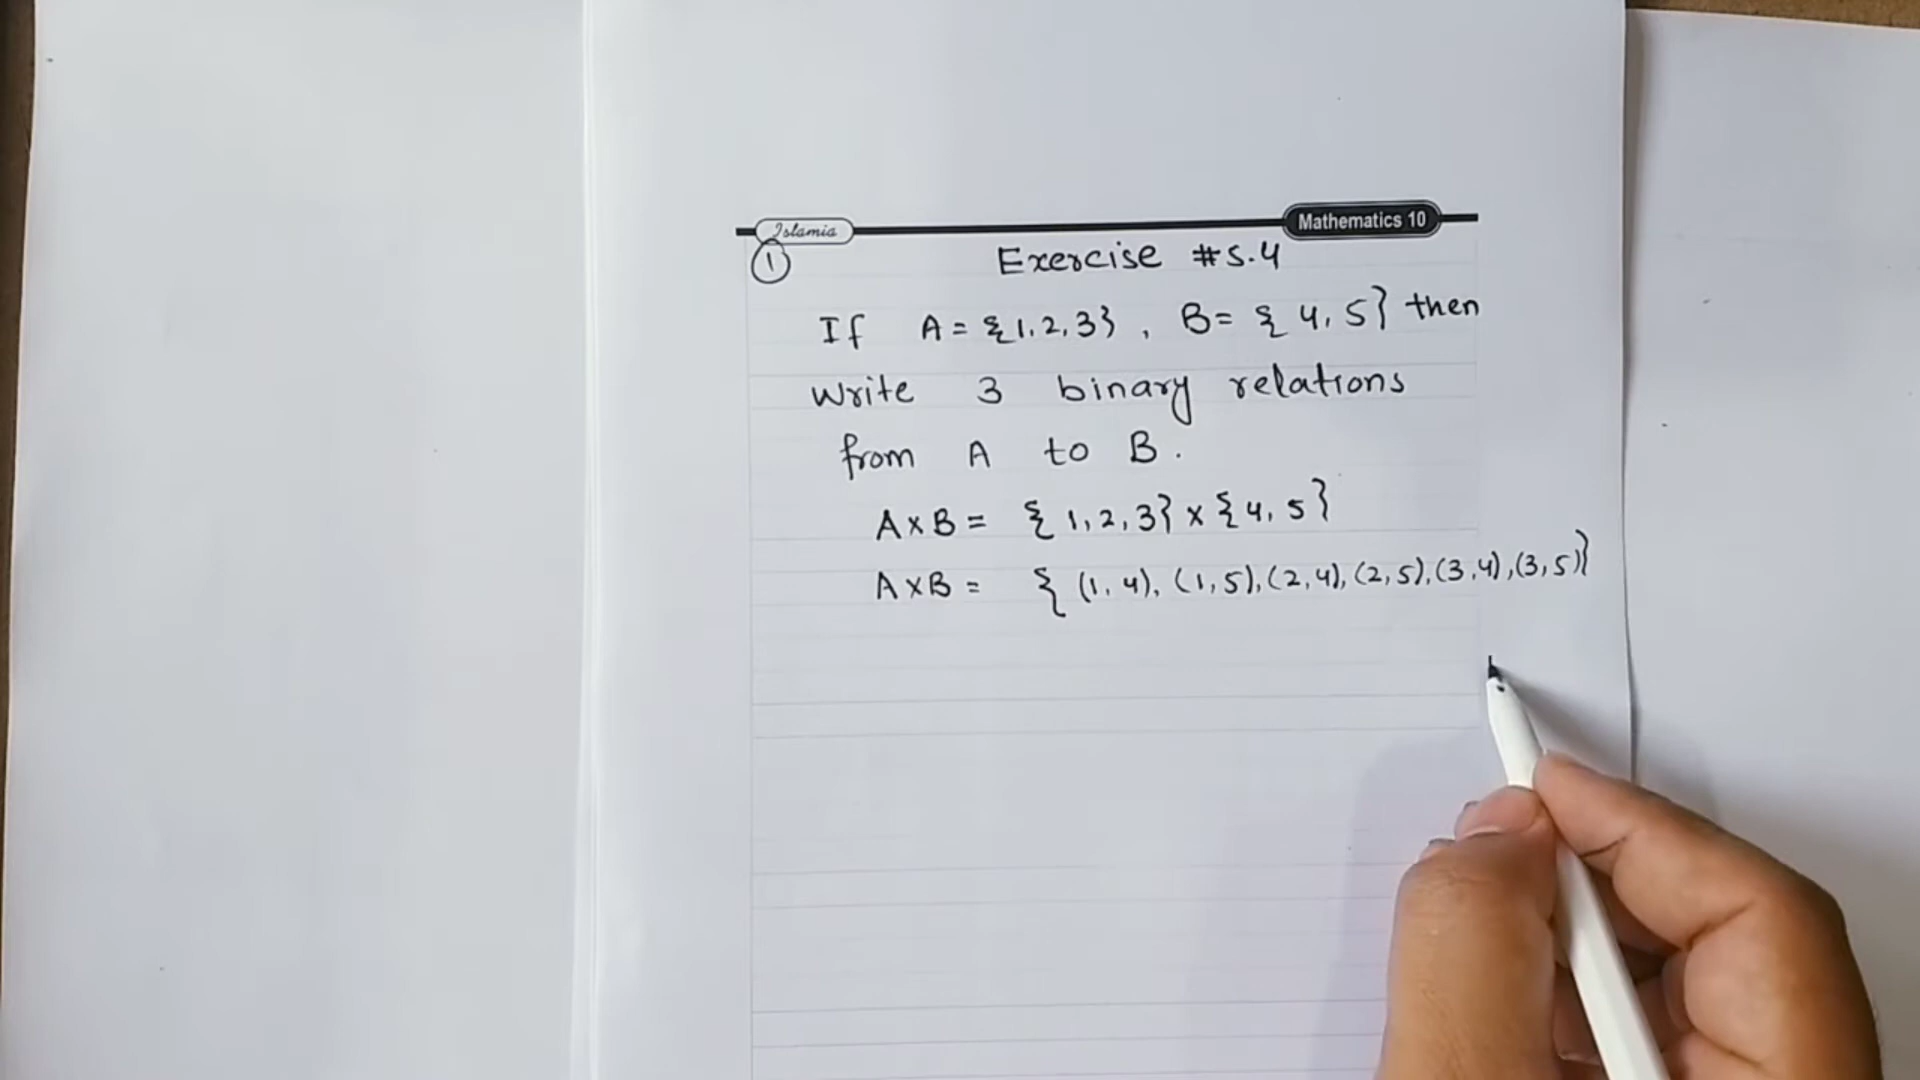 Islamia
Mathematics 10
1
Exercise #5.4
If A = {1, 2, 3} , B = { 4, 5} then
write 3 binary relations
from A to B.
A×B = { 1, 2, 3} × { 4, 5}
A×B = { (1, 4), (1, 5), (2, 4), (2, 5), (3, 4), (3, 5)}